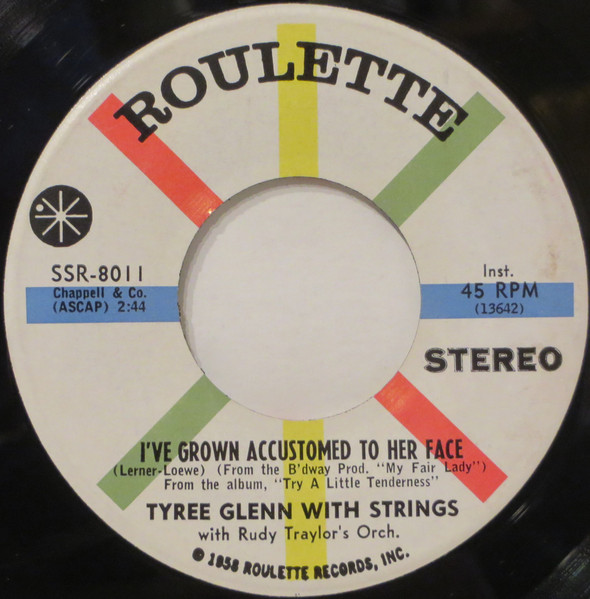 ROULETTE
SSR-8011
Chappell & Co.
(ASCAP) 2:44
Inst.
45 RPM
(13642)
STEREO
I'VE GROWN ACCUSTOMED TO HER FACE
(Lerner-Loewe) (From the B'dway Prod. "My Fair Lady")
From the album, "Try A Little Tenderness"
TYREE GLENN WITH STRINGS
with Rudy Traylor's Orch.
© 1958 ROULETTE RECORDS, INC.